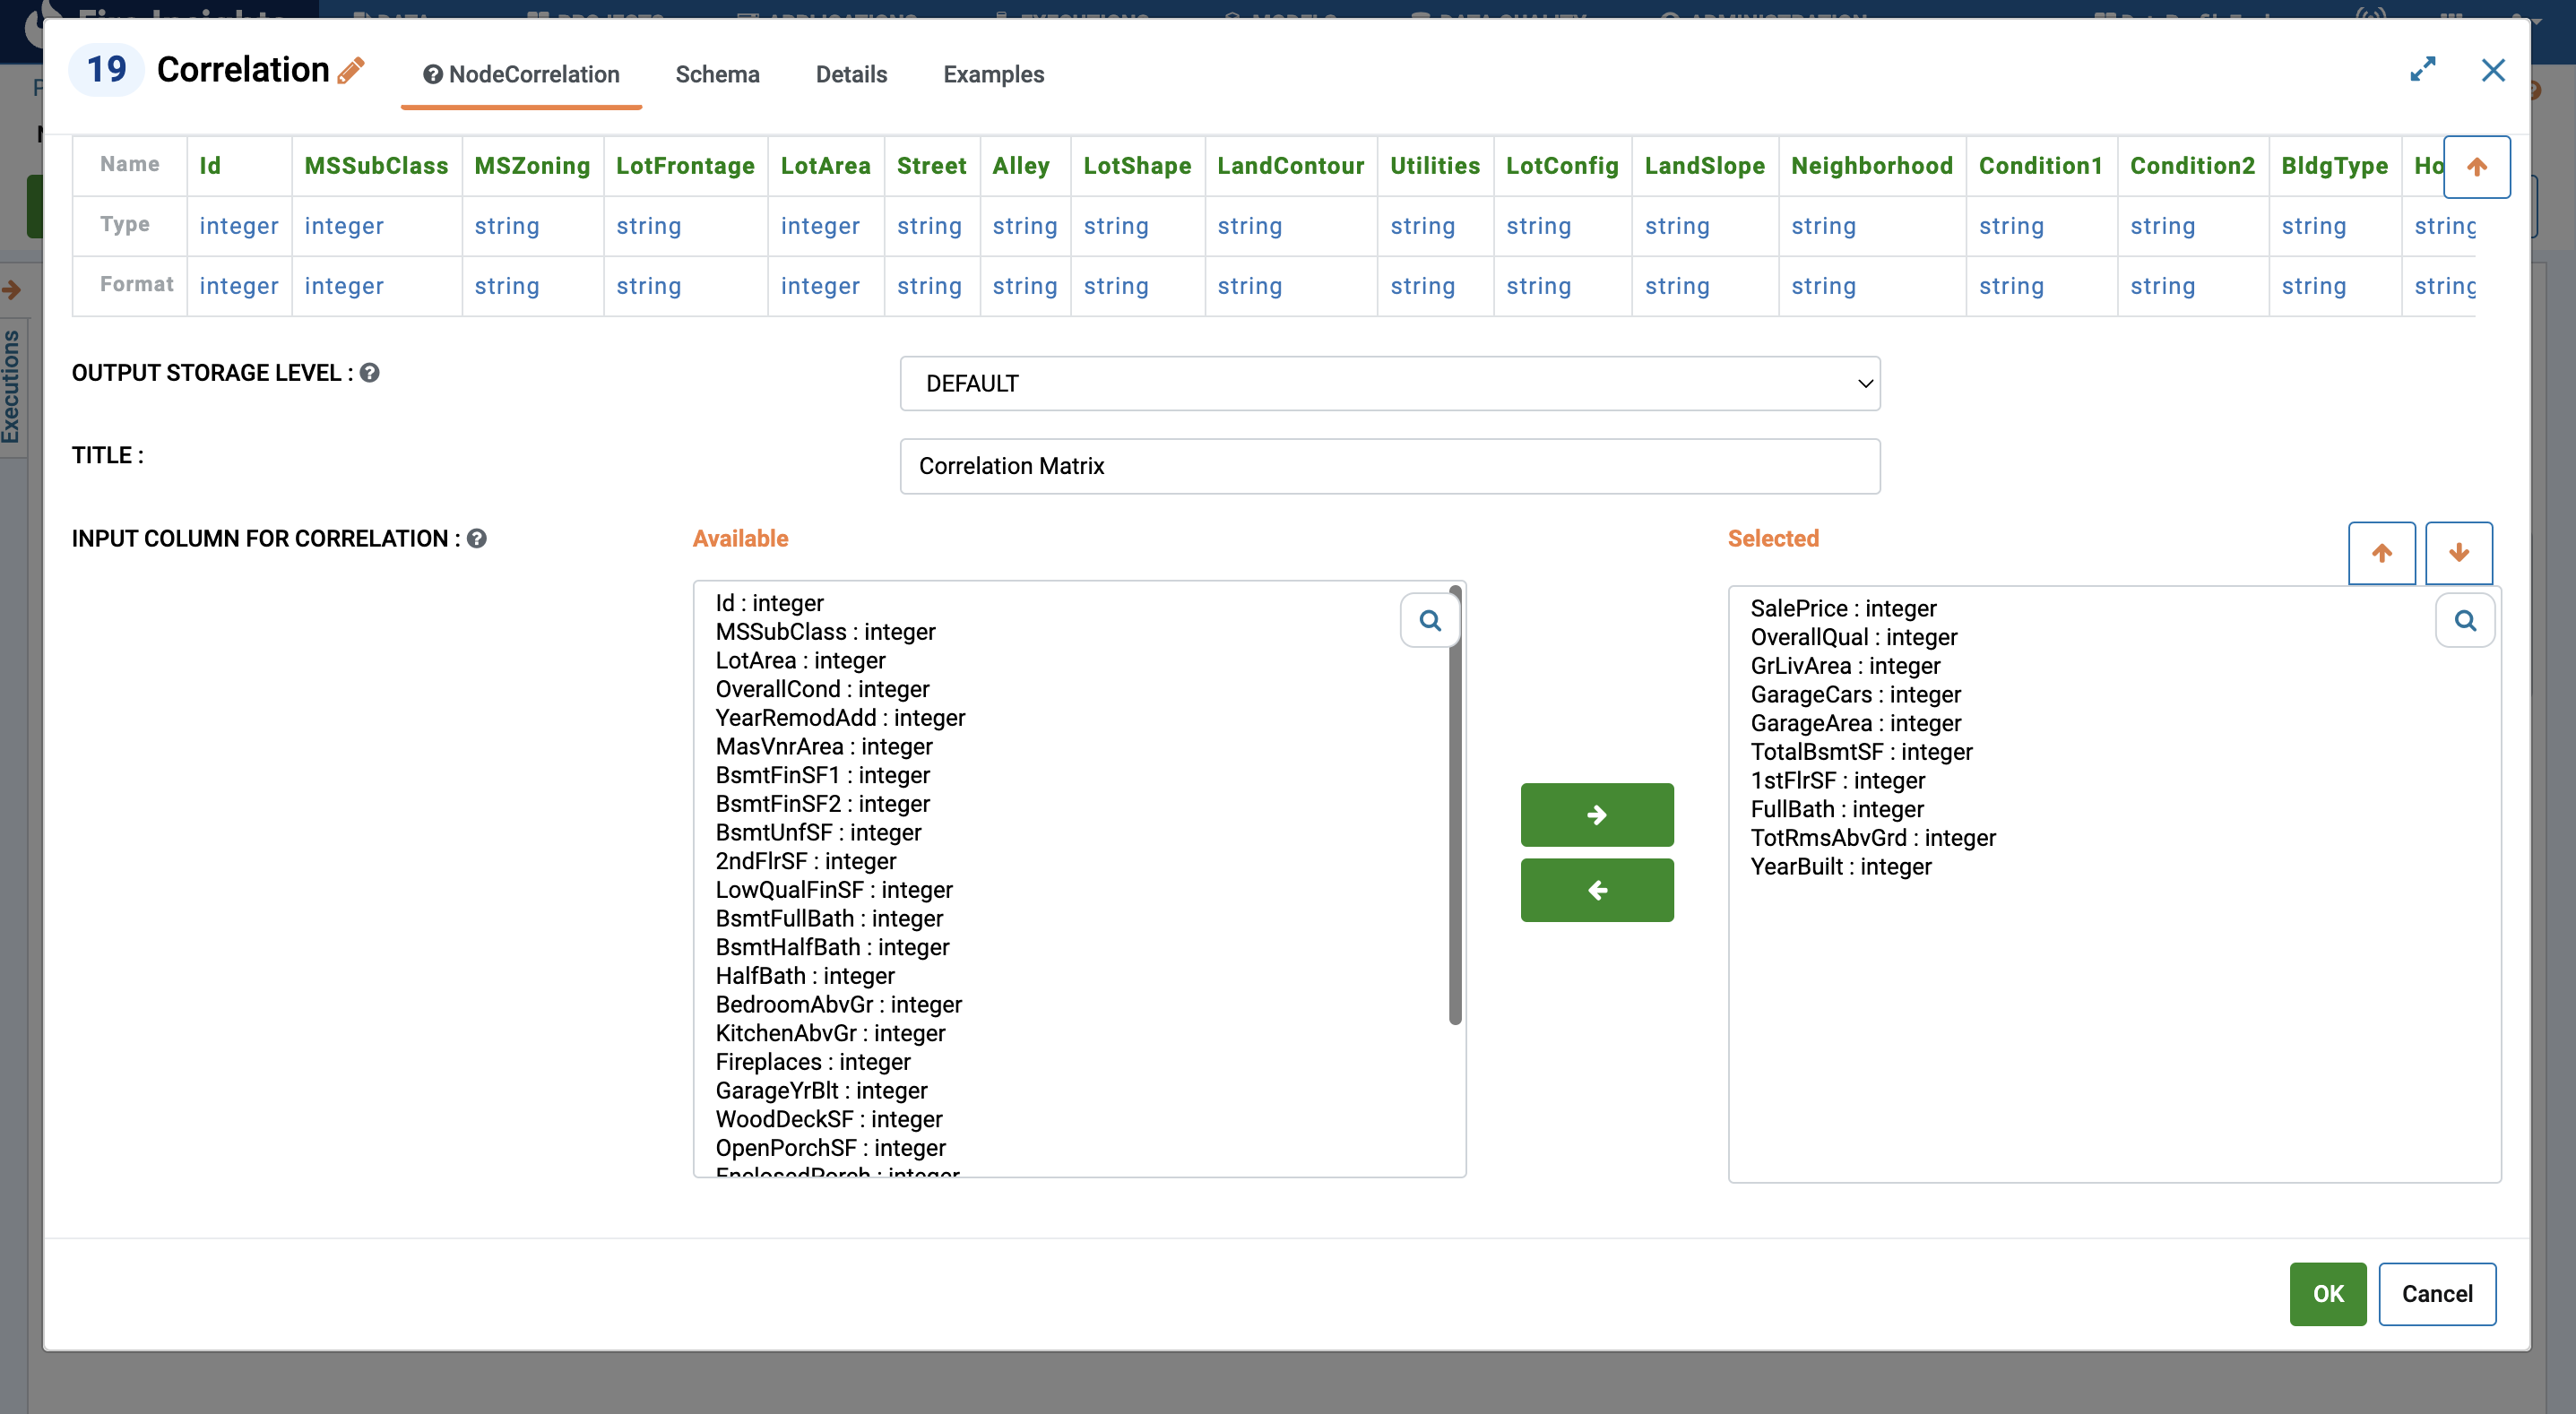 19 Correlation NodeCorrelation Schema Details Examples
Name Id MSSubClass MSZoning LotFrontage LotArea Street Alley LotShape LandContour Utilities LotConfig LandSlope Neighborhood Condition1 Condition2 BldgType Ho
Type integer integer string string integer string string string string string string string string string string string string
Format integer integer string string integer string string string string string string string string string string string string
Executions
OUTPUT STORAGE LEVEL :
DEFAULT
TITLE :
Correlation Matrix
INPUT COLUMN FOR CORRELATION :
Available
Id : integer
MSSubClass : integer
LotArea : integer
OverallCond : integer
YearRemodAdd : integer
MasVnrArea : integer
BsmtFinSF1 : integer
BsmtFinSF2 : integer
BsmtUnfSF : integer
2ndFlrSF : integer
LowQualFinSF : integer
BsmtFullBath : integer
BsmtHalfBath : integer
HalfBath : integer
BedroomAbvGr : integer
KitchenAbvGr : integer
Fireplaces : integer
GarageYrBlt : integer
WoodDeckSF : integer
OpenPorchSF : integer
EnclosedPorch : integer
Selected
SalePrice : integer
OverallQual : integer
GrLivArea : integer
GarageCars : integer
GarageArea : integer
TotalBsmtSF : integer
1stFlrSF : integer
FullBath : integer
TotRmsAbvGrd : integer
YearBuilt : integer
OK
Cancel